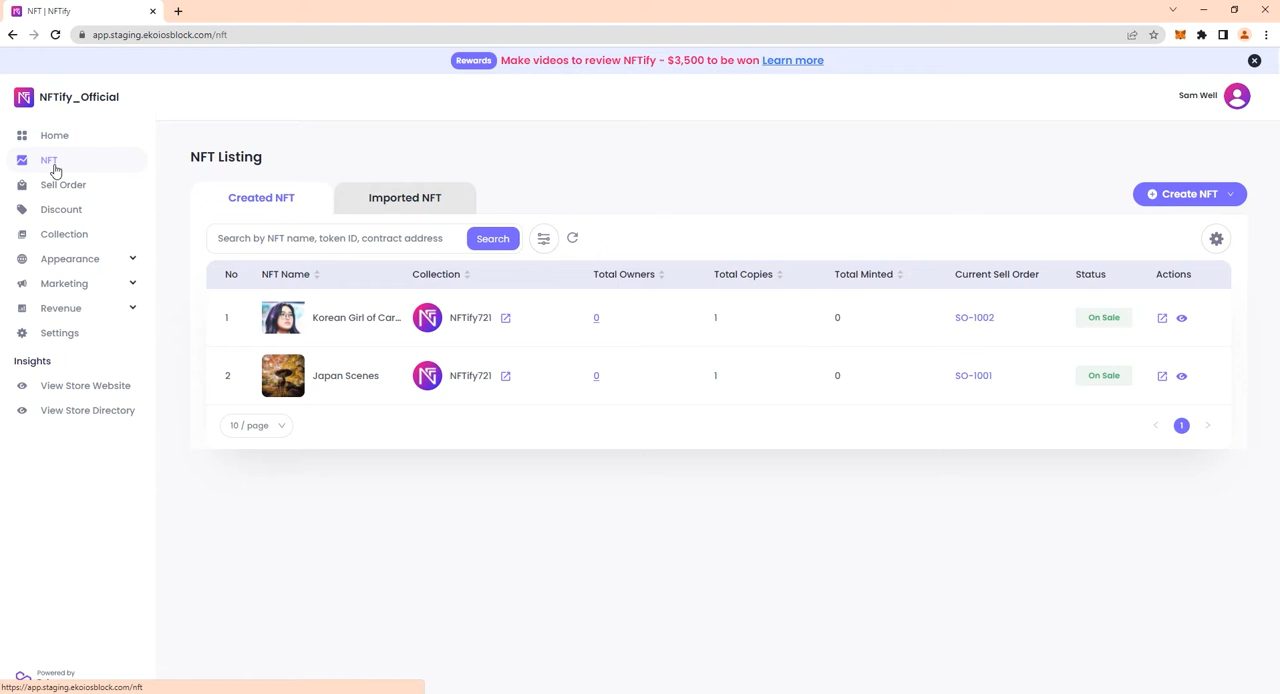 NFT | NFTify
app.staging.ekoiosblock.com/nft
Rewards Make videos to review NFTify - $3,500 to be won Learn more
NFTify_Official
Sam Well
Home
NFT
Sell Order
Discount
Collection
Appearance
Marketing
Revenue
Settings
Insights
View Store Website
View Store Directory
Powered by
https://app.staging.ekoiosblock.com/nft
NFT Listing
Created NFT Imported NFT Create NFT
Search by NFT name, token ID, contract address Search
No NFT Name Collection Total Owners Total Copies Total Minted Current Sell Order Status Actions
1 Korean Girl of Car... NFTify721 0 1 0 SO-1002 On Sale
2 Japan Scenes NFTify721 0 1 0 SO-1001 On Sale
10 / page 1